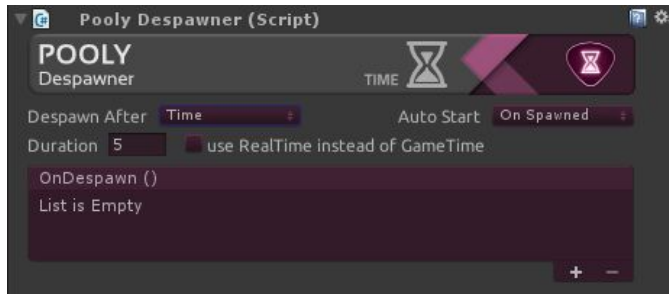 Pooly Despawner (Script)
POOLY
Despawner
TIME
Despawn After Time Auto Start On Spawned
Duration 5 use RealTime instead of GameTime
OnDespawn ()
List is Empty
+ −